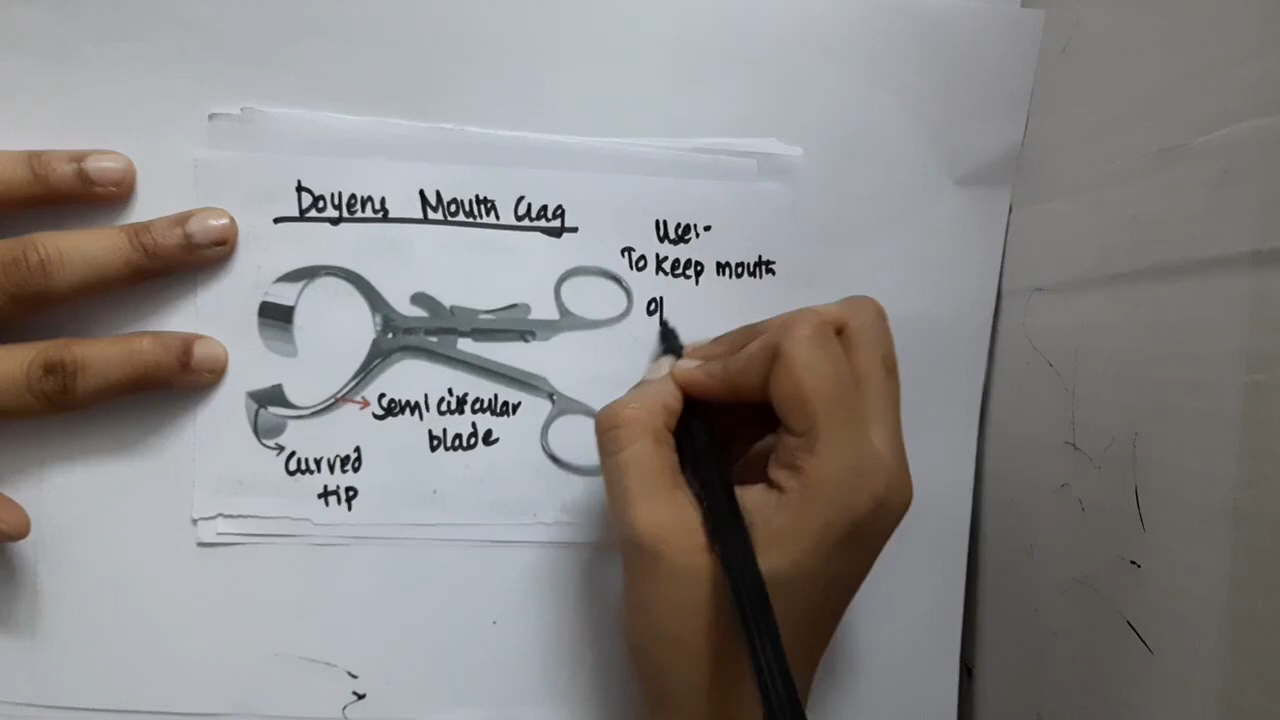 Doyens Mouth Gag
Use:-
To keep mouth
Semi circular
blade
Curved
tip